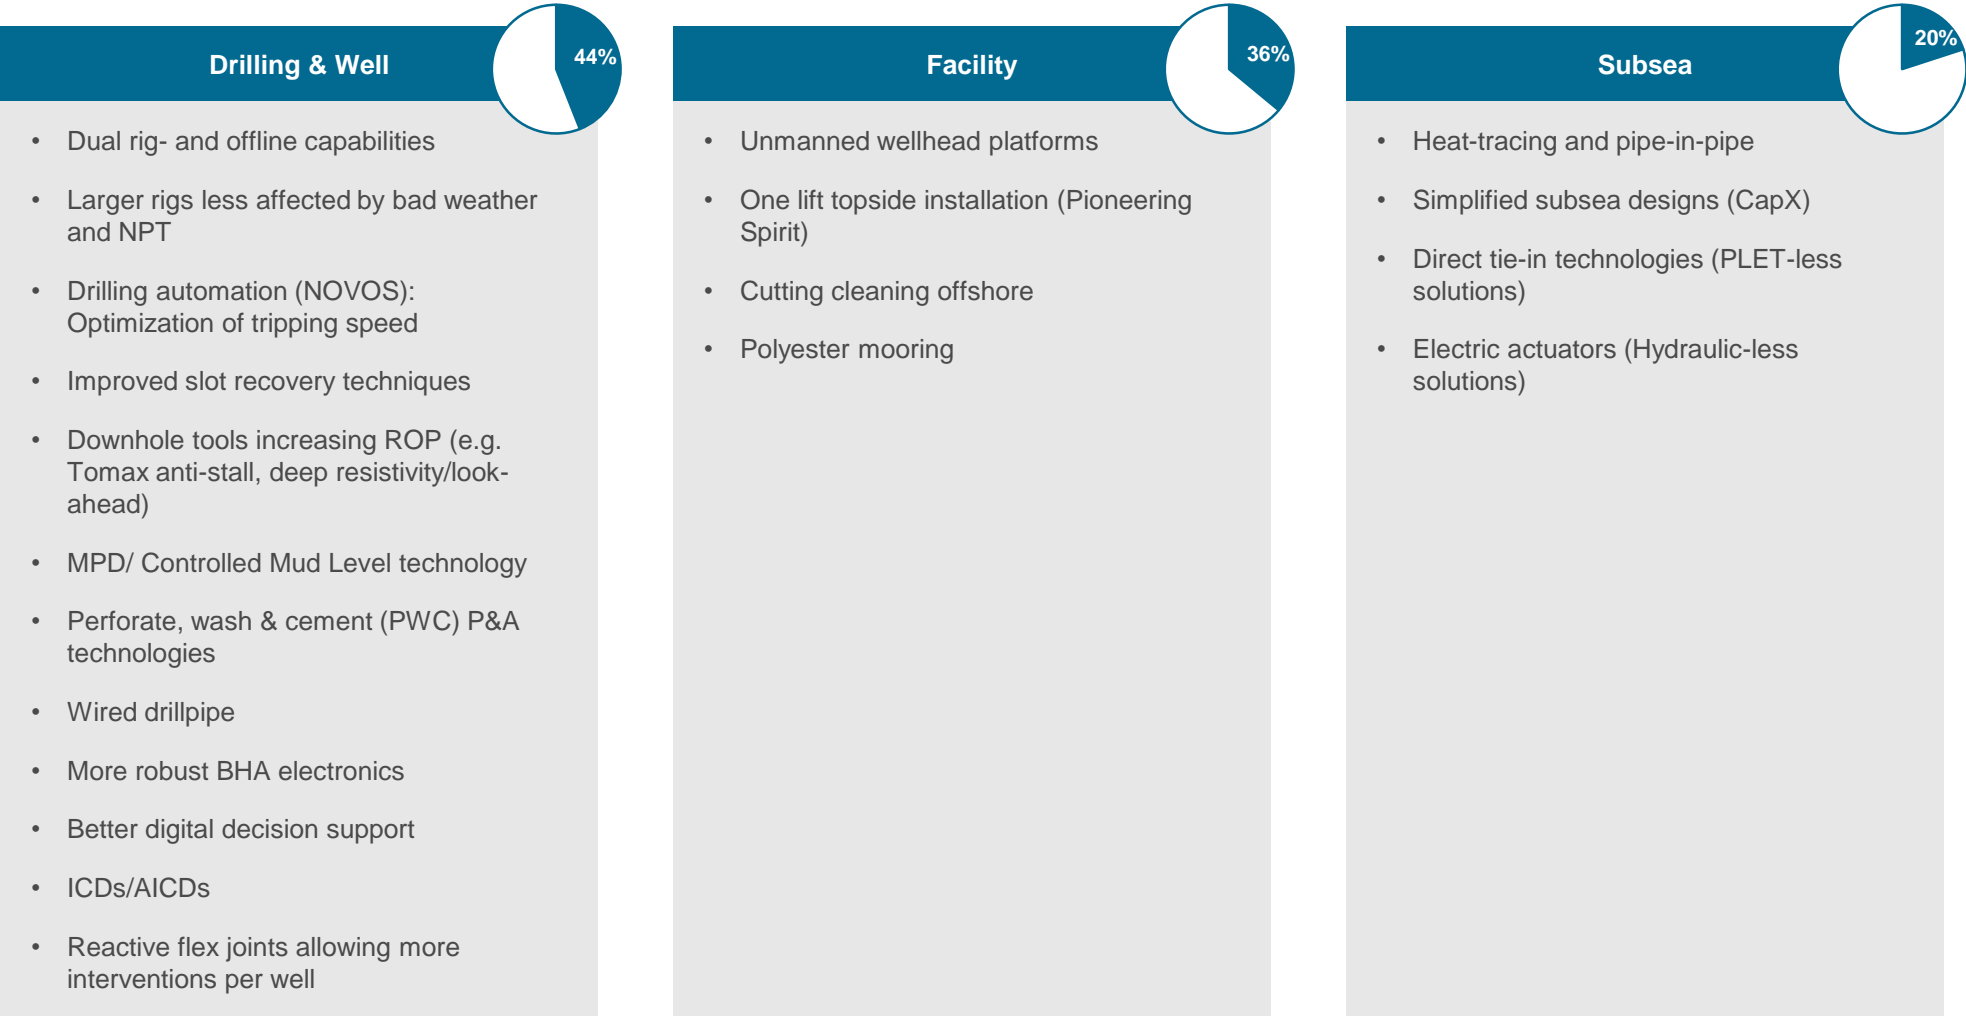 Drilling & Well
44%
• Dual rig- and offline capabilities
• Larger rigs less affected by bad weather
and NPT
• Drilling automation (NOVOS):
Optimization of tripping speed
• Improved slot recovery techniques
• Downhole tools increasing ROP (e.g.
Tomax anti-stall, deep resistivity/look-
ahead)
• MPD/ Controlled Mud Level technology
• Perforate, wash & cement (PWC) P&A
technologies
• Wired drillpipe
• More robust BHA electronics
• Better digital decision support
• ICDs/AICDs
• Reactive flex joints allowing more
interventions per well
Facility
36%
• Unmanned wellhead platforms
• One lift topside installation (Pioneering
Spirit)
• Cutting cleaning offshore
• Polyester mooring
Subsea
20%
• Heat-tracing and pipe-in-pipe
• Simplified subsea designs (CapX)
• Direct tie-in technologies (PLET-less
solutions)
• Electric actuators (Hydraulic-less
solutions)